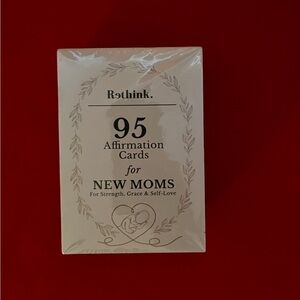 Rethink.
95
Affirmation
Cards
for
NEW MOMS
For Strength, Grace & Self-Love